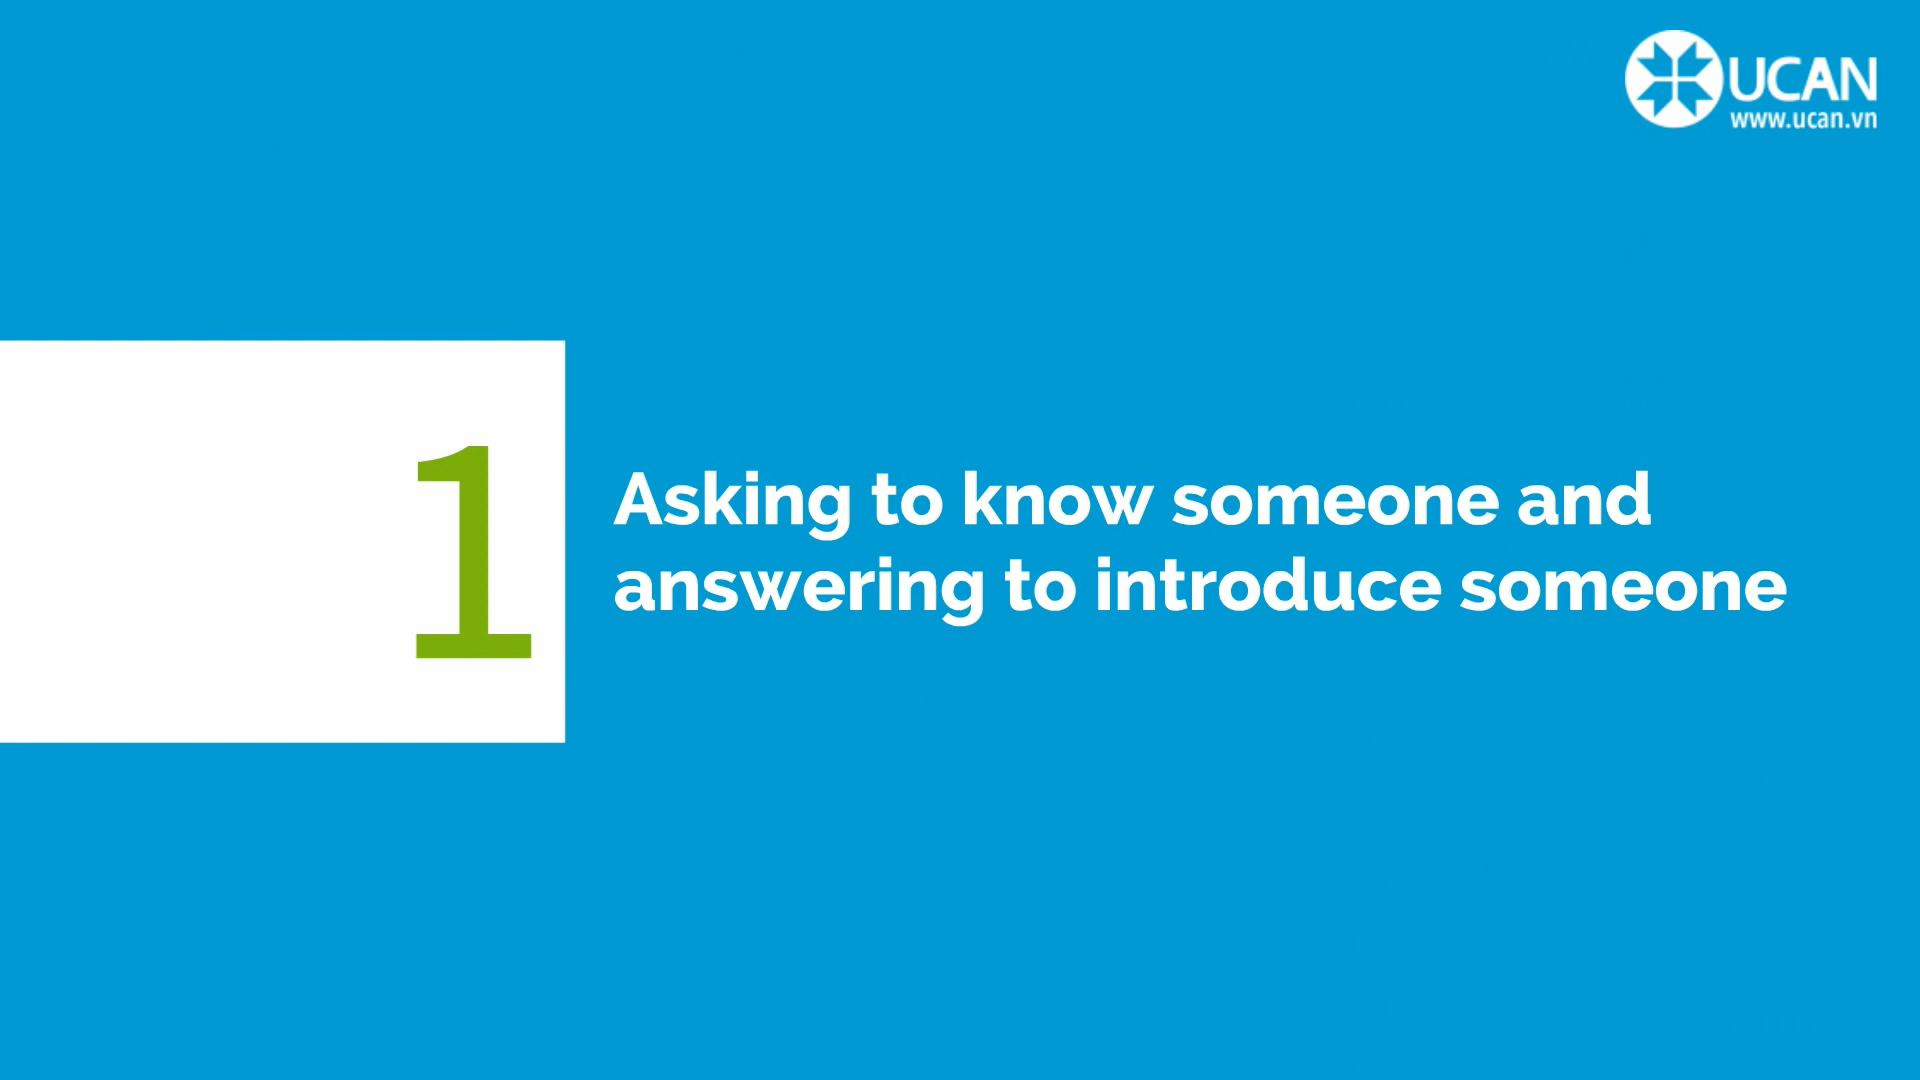 UCAN
www.ucan.vn
1
Asking to know someone and
answering to introduce someone